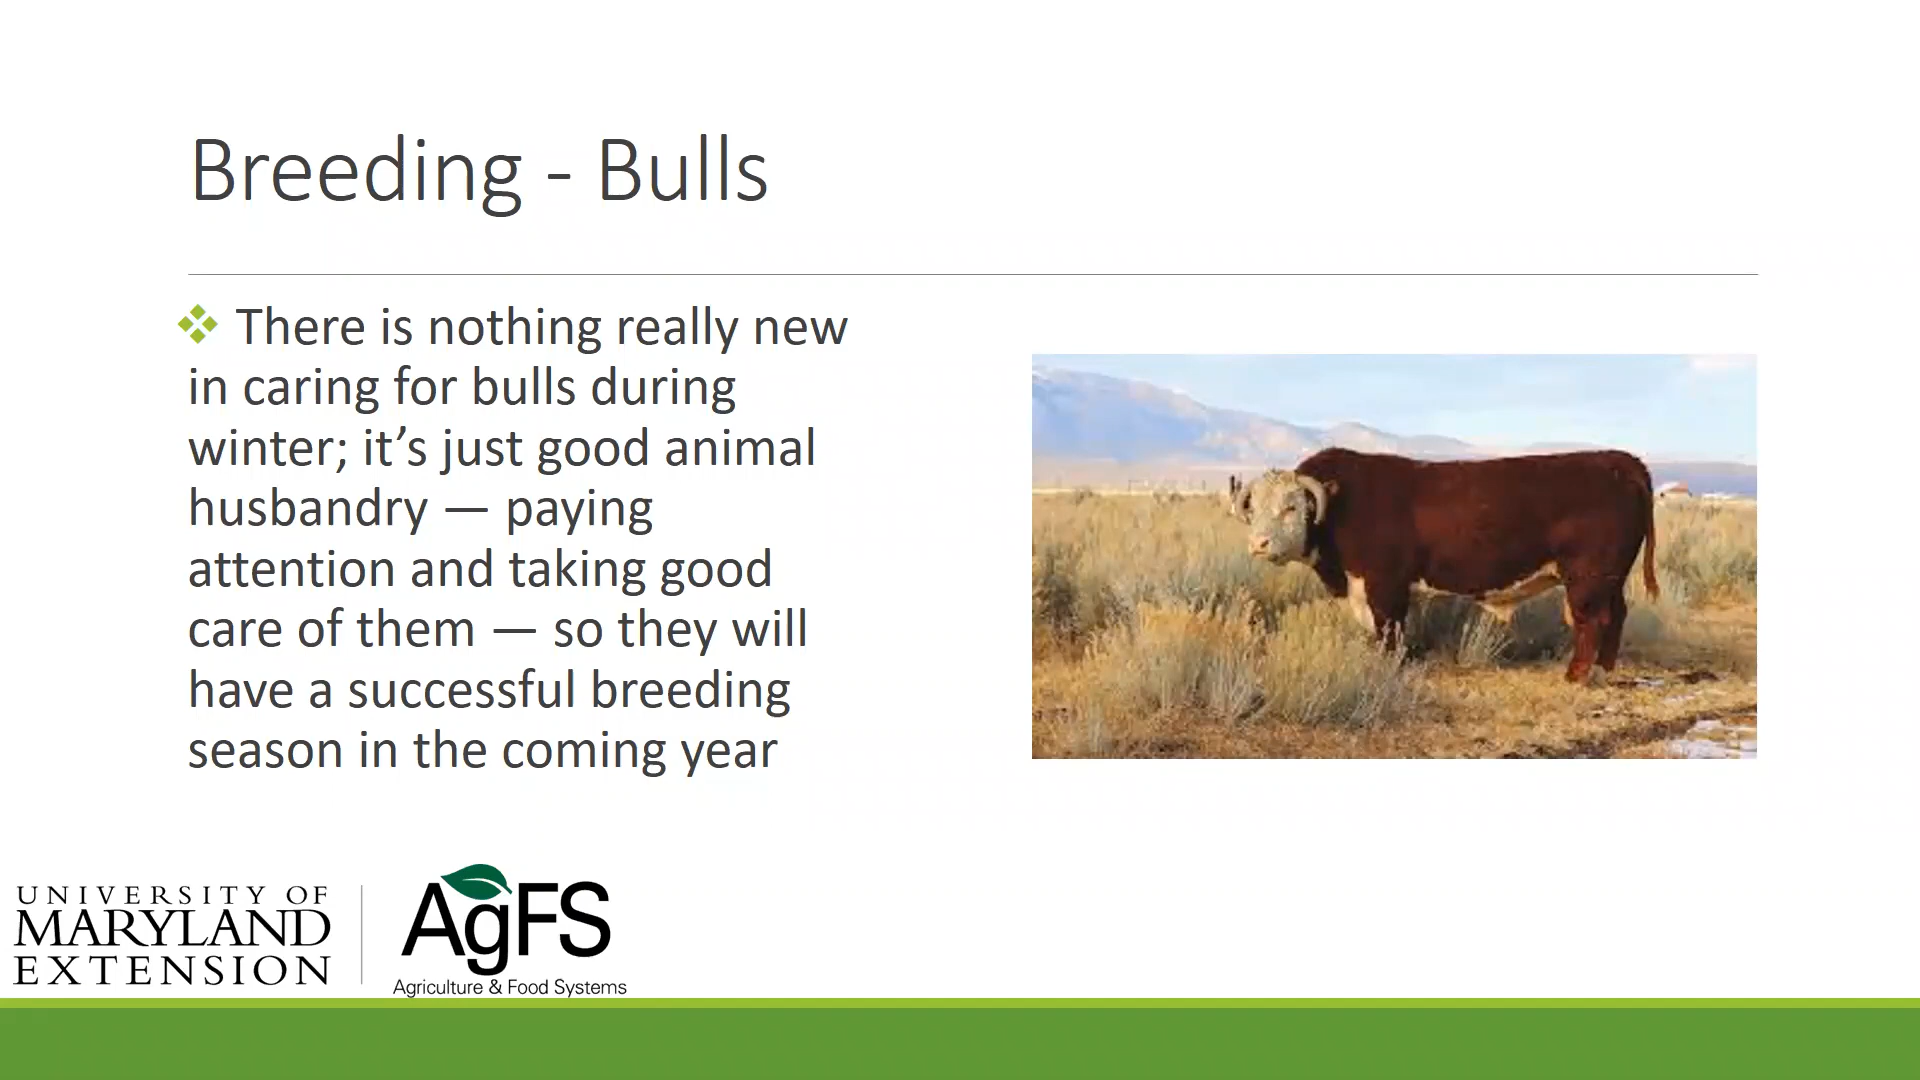 Breeding - Bulls
There is nothing really new
in caring for bulls during
winter; it’s just good animal
husbandry — paying
attention and taking good
care of them — so they will
have a successful breeding
season in the coming year
UNIVERSITY OF
MARYLAND
EXTENSION
AgFS
Agriculture & Food Systems